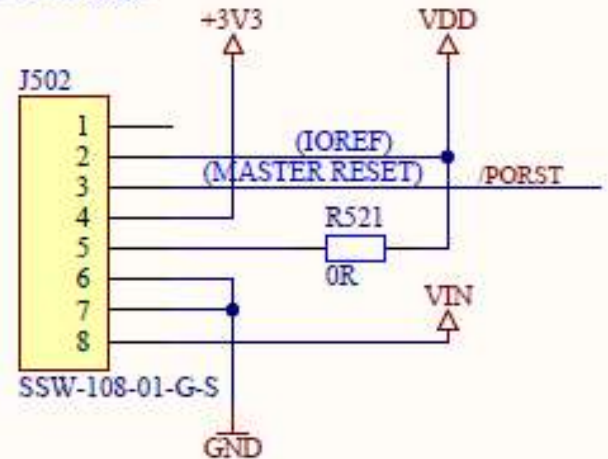 +3V3
VDD
J502
1
2
(IOREF)
3
(MASTER RESET)
/PORST
4
R521
5
0R
6
VIN
7
8
SSW-108-01-G-S
GND